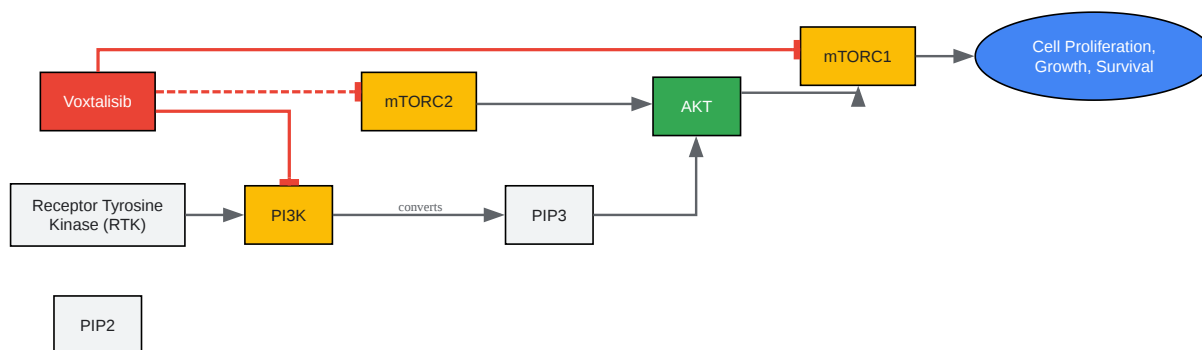 Cell Proliferation,
Growth, Survival
mTORC1
Voxtalisib
mTORC2
AKT
Receptor Tyrosine
Kinase (RTK)
PI3K
converts
PIP3
PIP2